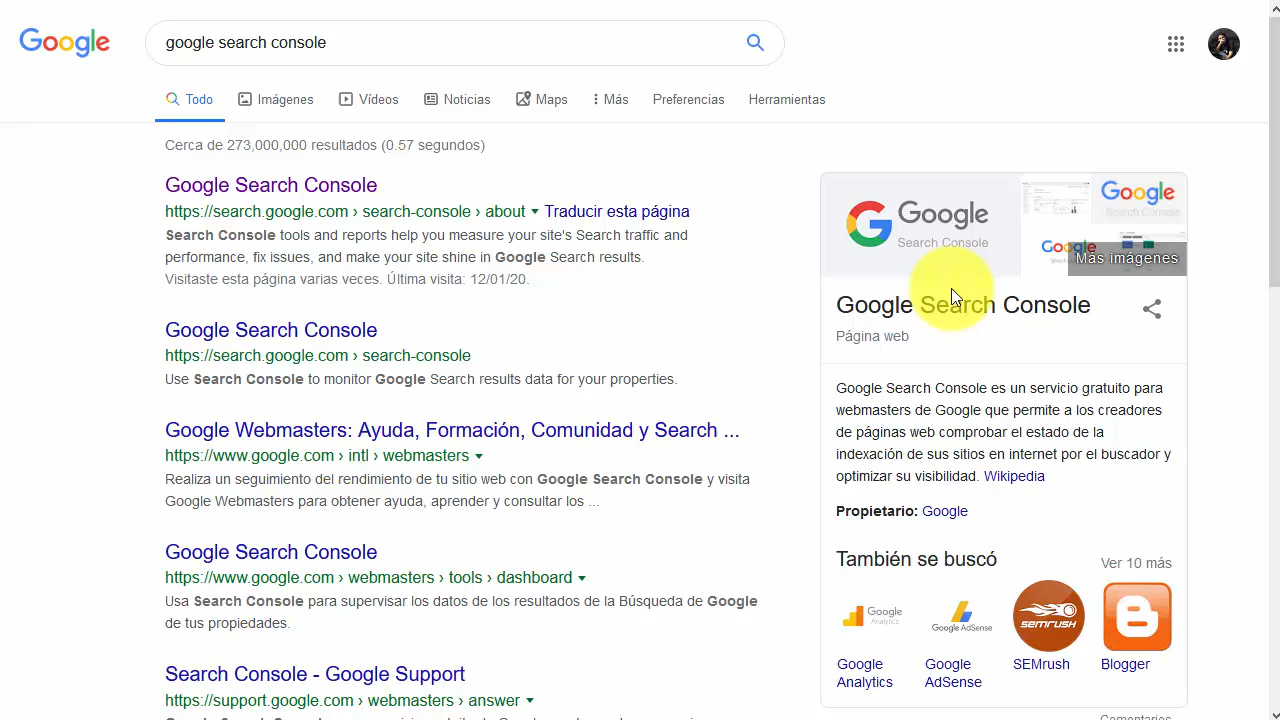 Google
google search console
Todo
Imágenes
Vídeos
Noticias
Maps
Más
Preferencias
Herramientas
Cerca de 273,000,000 resultados (0.57 segundos)
Google Search Console
https://search.google.com › search-console › about ▾ Traducir esta página
Search Console tools and reports help you measure your site's Search traffic and
performance, fix issues, and make your site shine in Google Search results.
Visitaste esta página varias veces. Última visita: 12/01/20.
Google Search Console
https://search.google.com › search-console
Use Search Console to monitor Google Search results data for your properties.
Google Webmasters: Ayuda, Formación, Comunidad y Search ...
https://www.google.com › intl › webmasters ▾
Realiza un seguimiento del rendimiento de tu sitio web con Google Search Console y visita
Google Webmasters para obtener ayuda, aprender y consultar los ...
Google Search Console
https://www.google.com › webmasters › tools › dashboard ▾
Usa Search Console para supervisar los datos de los resultados de la Búsqueda de Google
de tus propiedades.
Search Console - Google Support
https://support.google.com › webmasters › answer ▾
Google
Search Console
Google
Search Console
Google
Más imágenes
Google Search Console
Página web
Google Search Console es un servicio gratuito para
webmasters de Google que permite a los creadores
de páginas web comprobar el estado de la
indexación de sus sitios en internet por el buscador y
optimizar su visibilidad. Wikipedia
Propietario: Google
También se buscó
Ver 10 más
Google
Analytics
Google AdSense
SEMRUSH
Google
Analytics
Google
AdSense
SEMrush
Blogger
Comentarios